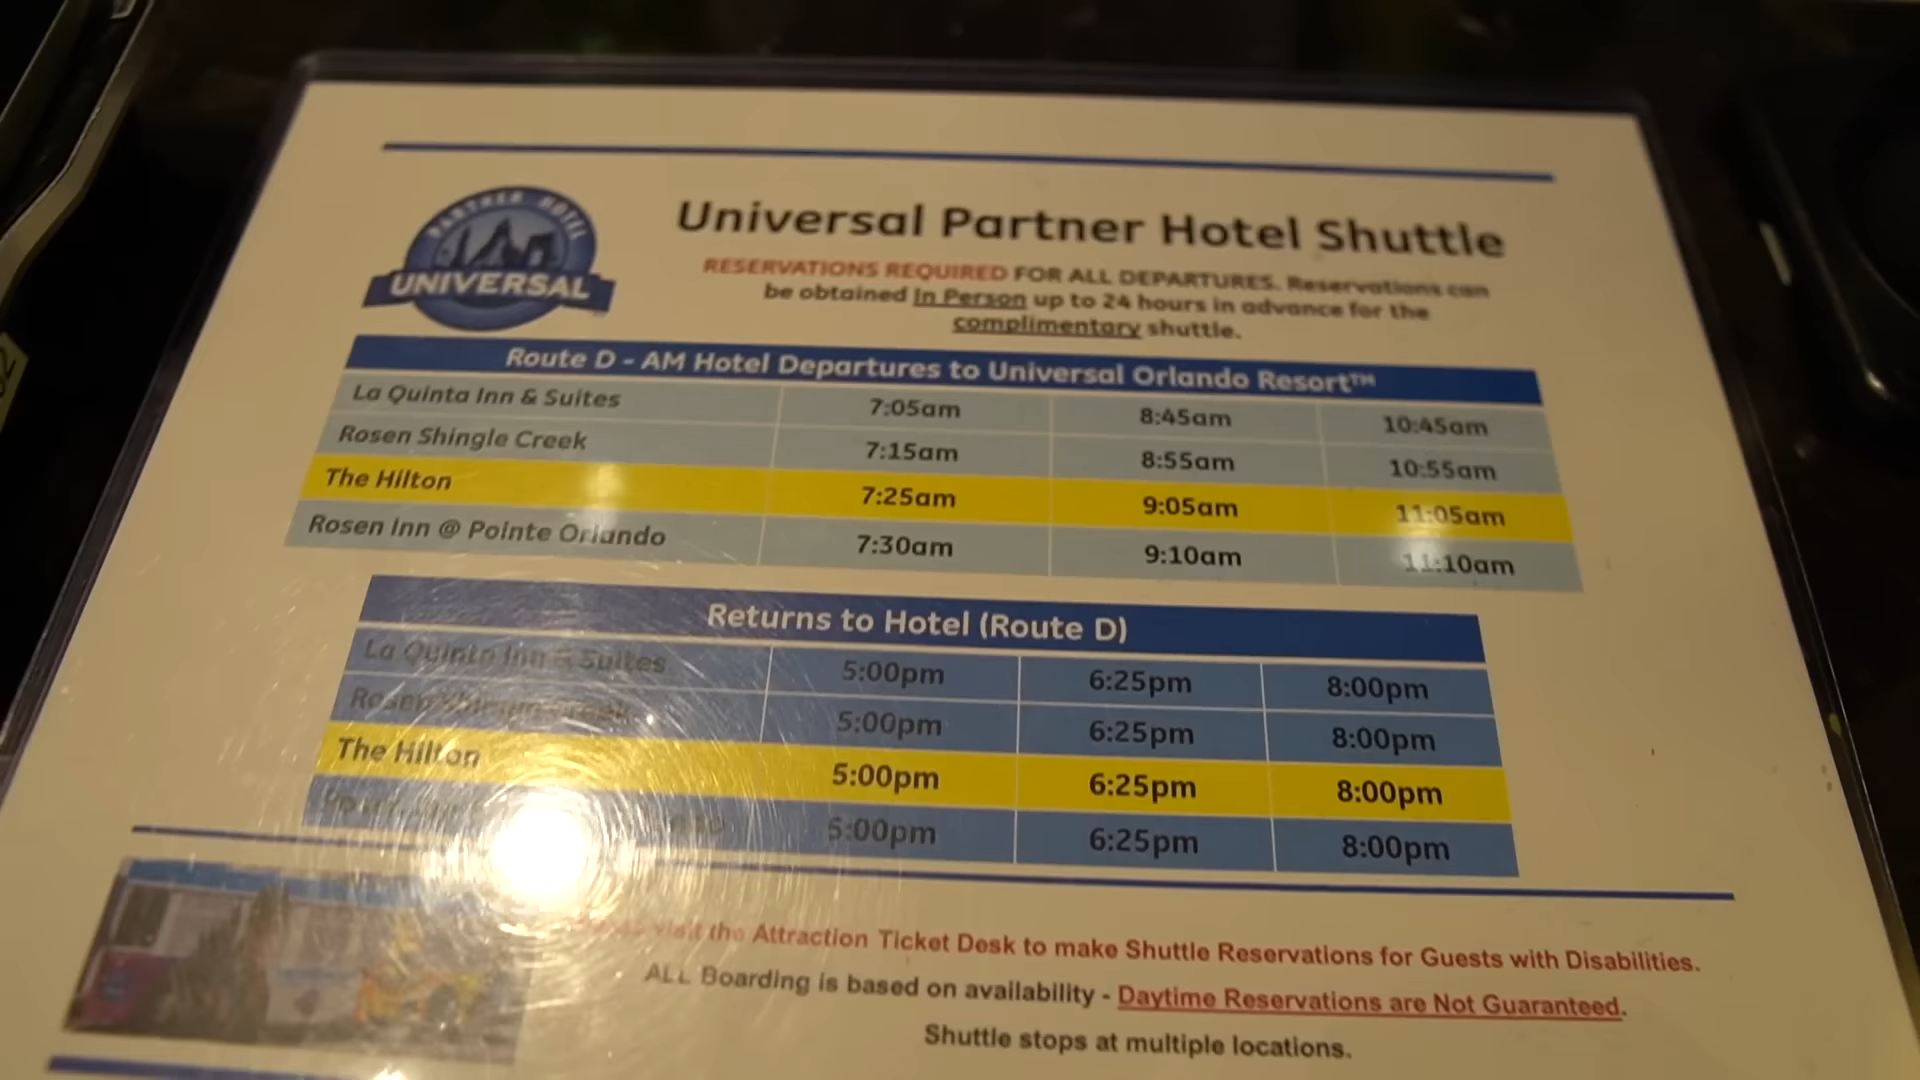 PARTNER HOTEL
UNIVERSAL
Universal Partner Hotel Shuttle
RESERVATIONS REQUIRED FOR ALL DEPARTURES. Reservations can
be obtained In Person up to 24 hours in advance for the
complimentary shuttle.
Route D - AM Hotel Departures to Universal Orlando Resort™
La Quinta Inn & Suites 7:05am 8:45am 10:45am
Rosen Shingle Creek 7:15am 8:55am 10:55am
The Hilton 7:25am 9:05am 11:05am
Rosen Inn @ Pointe Orlando 7:30am 9:10am 11:10am
Returns to Hotel (Route D)
La Quinta Inn & Suites 5:00pm 6:25pm 8:00pm
Rosen Shingle Creek 5:00pm 6:25pm 8:00pm
The Hilton 5:00pm 6:25pm 8:00pm
5:00pm 6:25pm 8:00pm
visit the Attraction Ticket Desk to make Shuttle Reservations for Guests with Disabilities.
ALL Boarding is based on availability - Daytime Reservations are Not Guaranteed.
Shuttle stops at multiple locations.